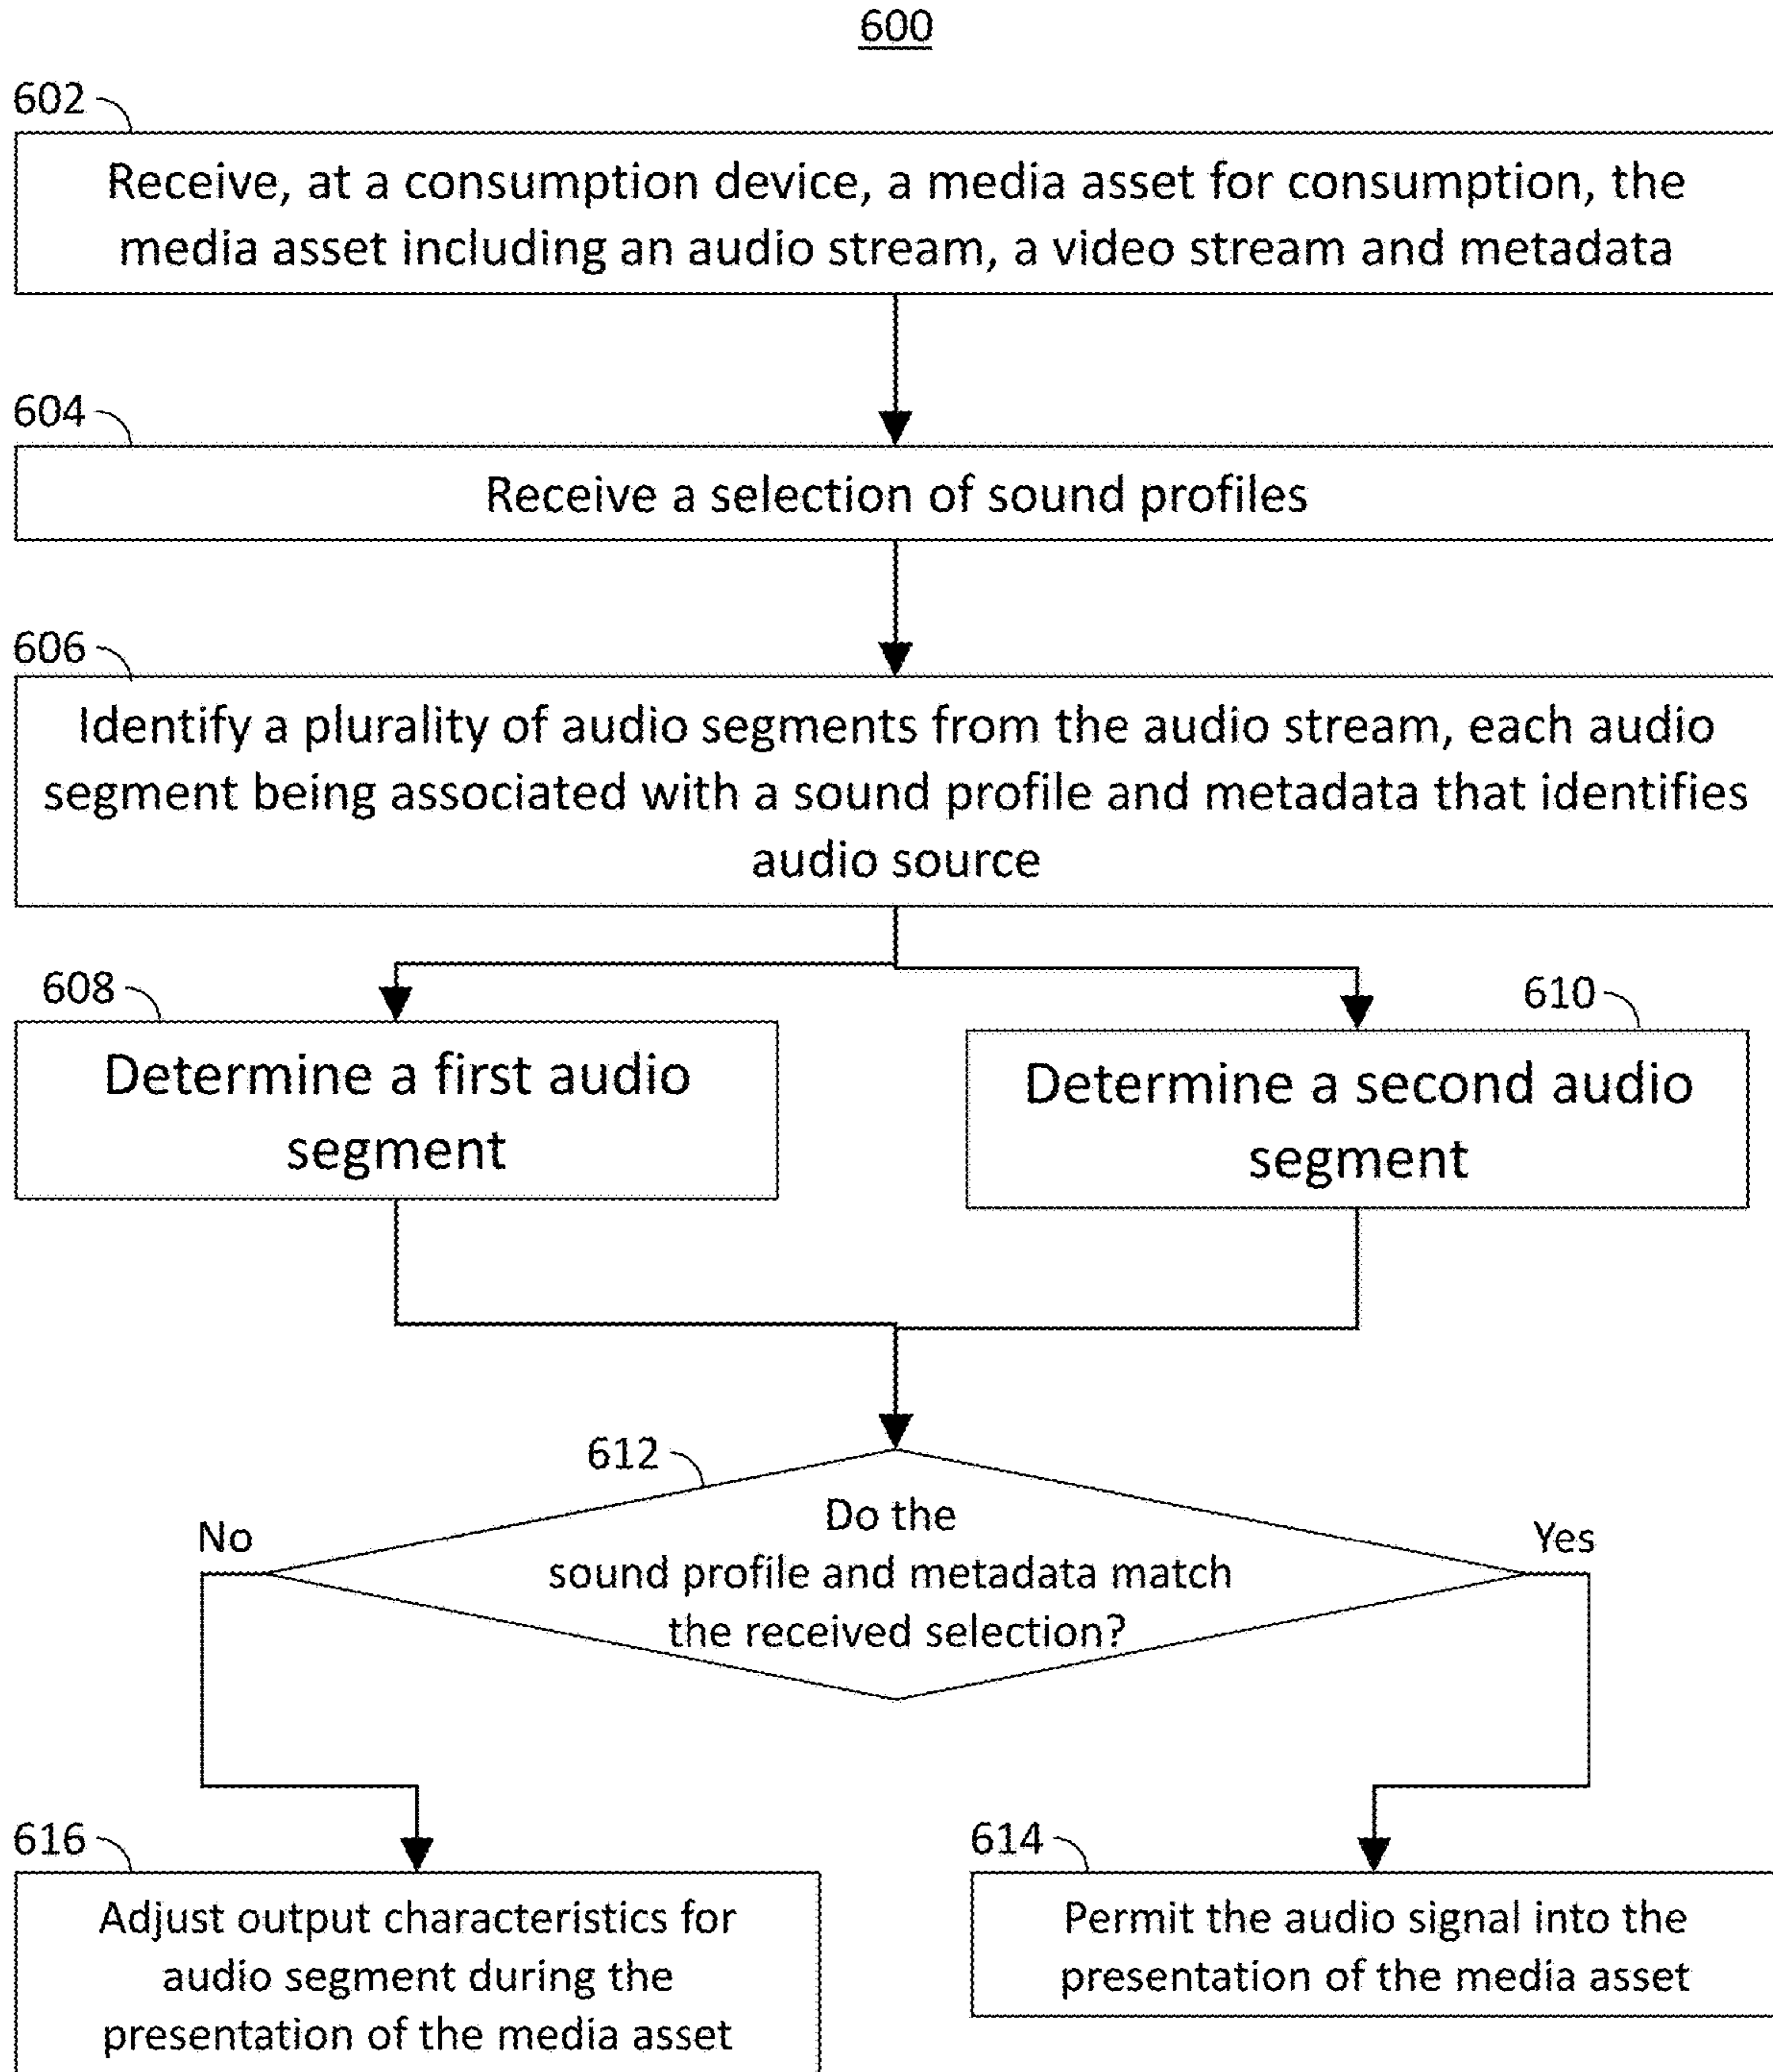 600
602
Receive, at a consumption device, a media asset for consumption, the
media asset including an audio stream, a video stream and metadata
604
Receive a selection of sound profiles
606
Identify a plurality of audio segments from the audio stream, each audio
segment being associated with a sound profile and metadata that identifies
audio source
608
Determine a first audio
segment
610
Determine a second audio
segment
612
Do the
sound profile and metadata match
the received selection?
No
Yes
616
Adjust output characteristics for
audio segment during the
presentation of the media asset
614
Permit the audio signal into the
presentation of the media asset